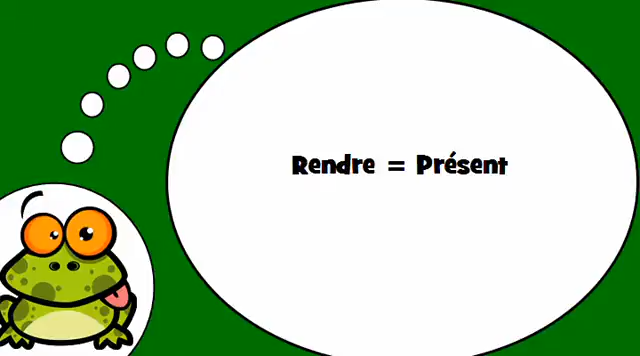 Rendre = Présent